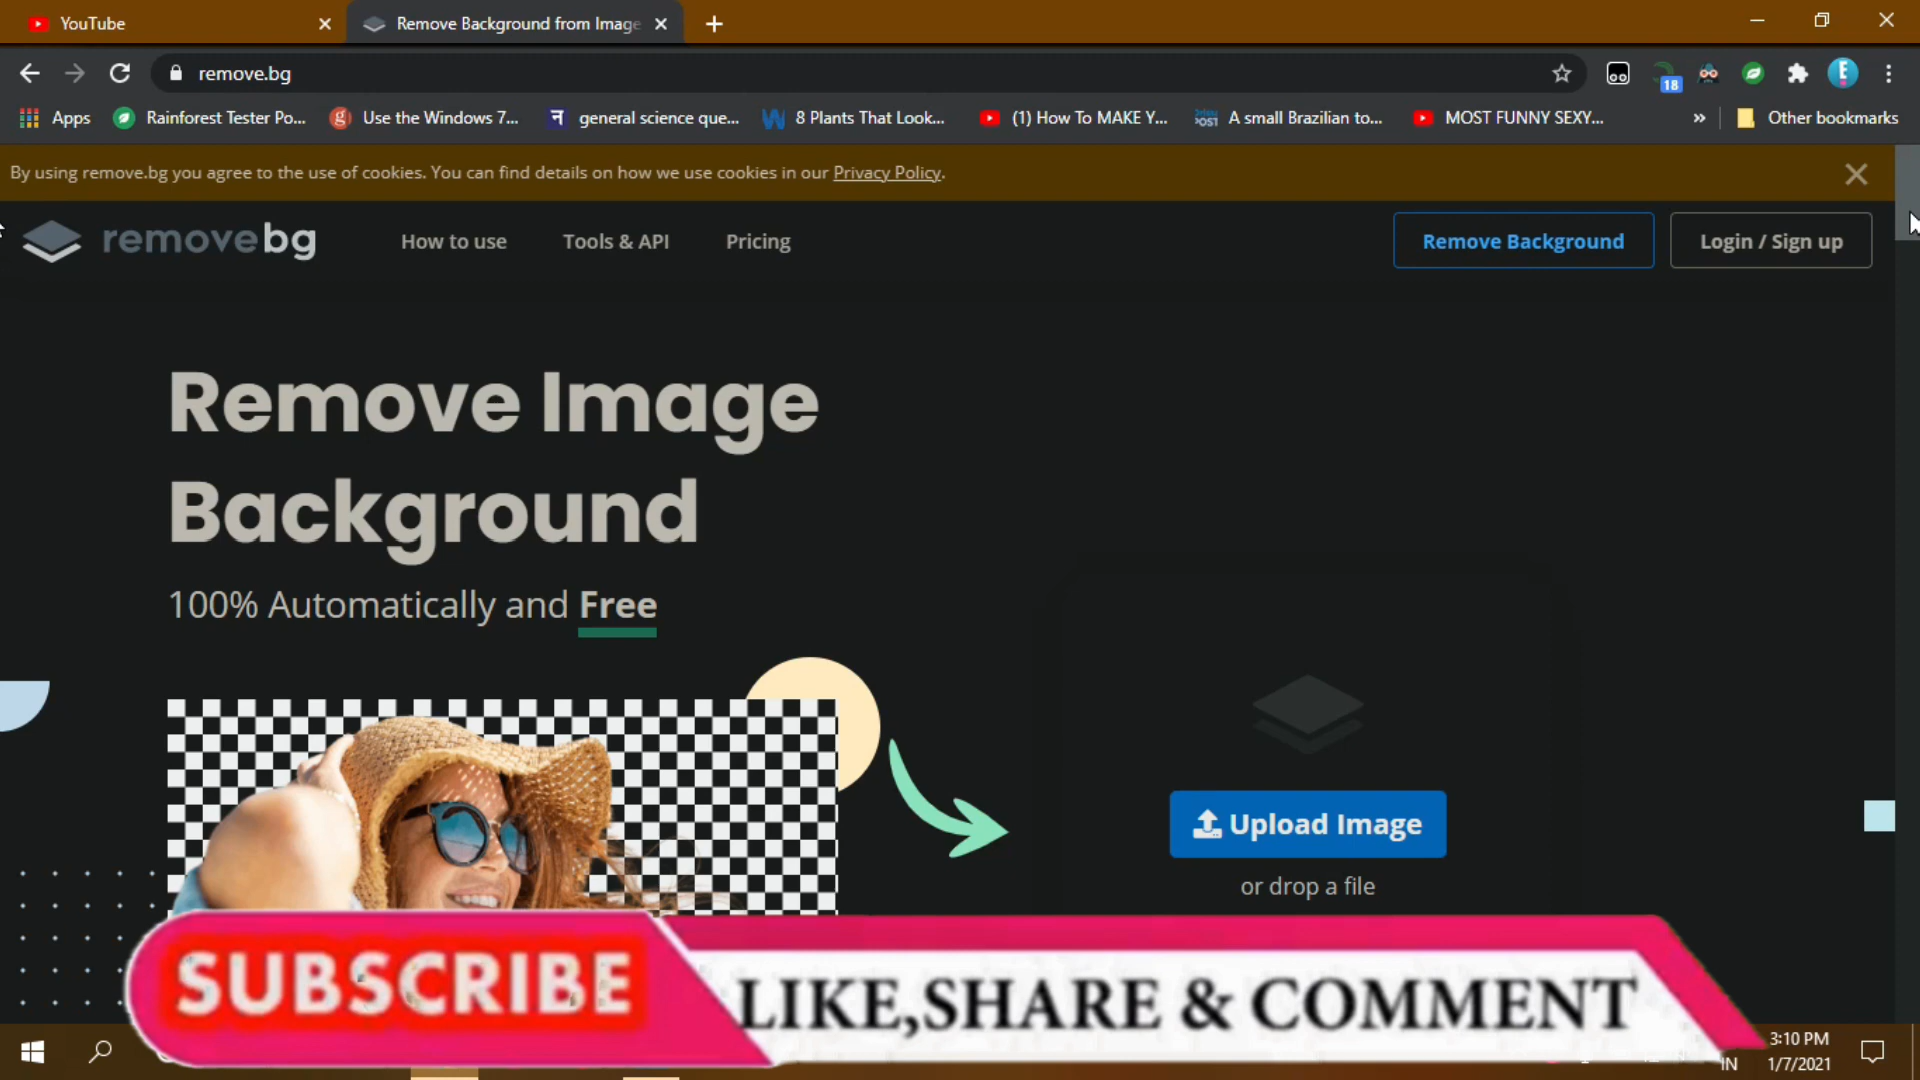 YouTube
Remove Background from Image
remove.bg
18
E
Apps
Rainforest Tester Po...
Use the Windows 7...
general science que...
8 Plants That Look...
(1) How To MAKE Y...
A small Brazilian to...
MOST FUNNY SEXY...
»
Other bookmarks
By using remove.bg you agree to the use of cookies. You can find details on how we use cookies in our Privacy Policy.
removebg
How to use
Tools & API
Pricing
Remove Background
Login / Sign up
Remove Image
Background
100% Automatically and Free
Upload Image
or drop a file
SUBSCRIBE
LIKE,SHARE & COMMENT
3:10 PM
IN
1/7/2021